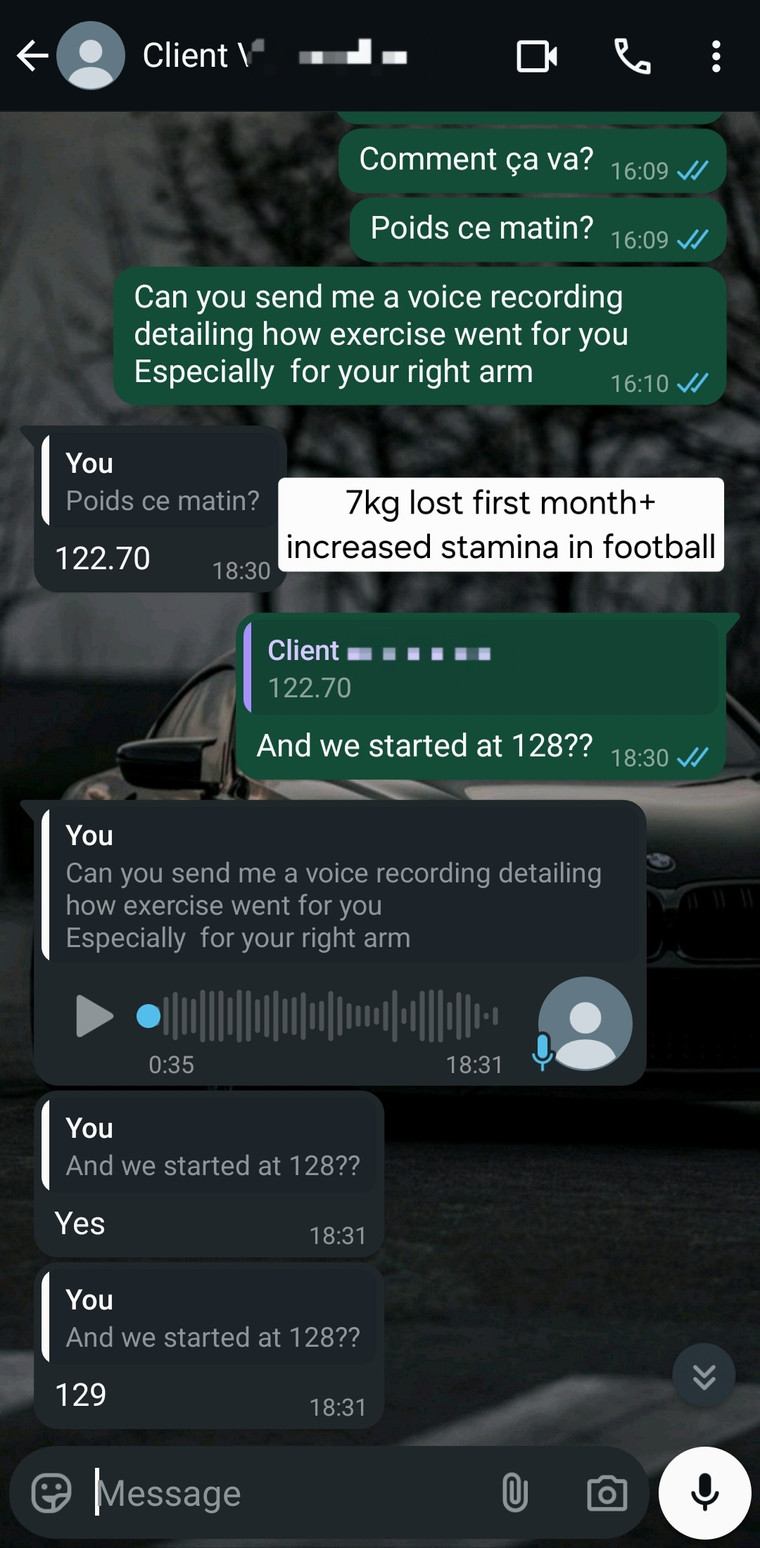 Client
Comment ça va? 16:09
Poids ce matin? 16:09
Can you send me a voice recording
detailing how exercise went for you
Especially  for your right arm 16:10
You
Poids ce matin?
122.70 18:30
7kg lost first month+
increased stamina in football
Client
122.70
And we started at 128?? 18:30
You
Can you send me a voice recording detailing
how exercise went for you
Especially  for your right arm
0:35 18:31
You
And we started at 128??
Yes 18:31
You
And we started at 128??
129 18:31
Message